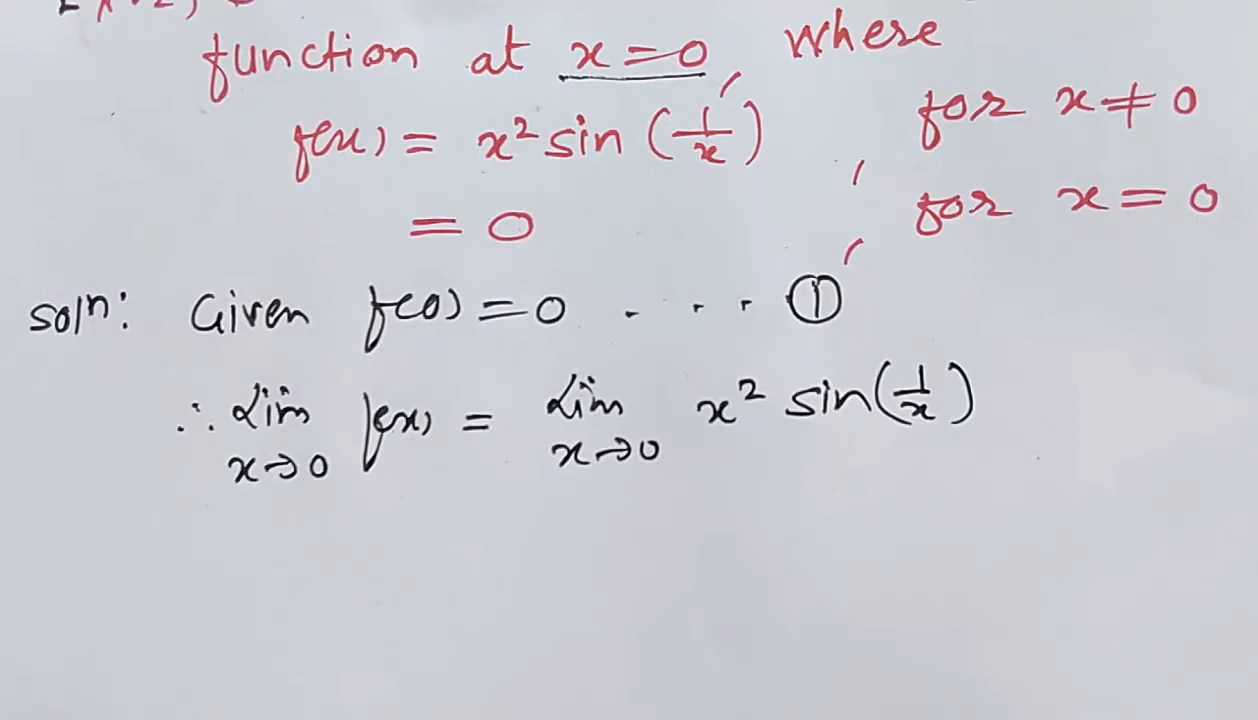 function at x=0, where
f(x) = x² sin (1/x), for x≠0
= 0, for x=0
soln: Given f(0)=0 . . . ①
∴ lim x→0 f(x) = lim x→0 x² sin(1/x)